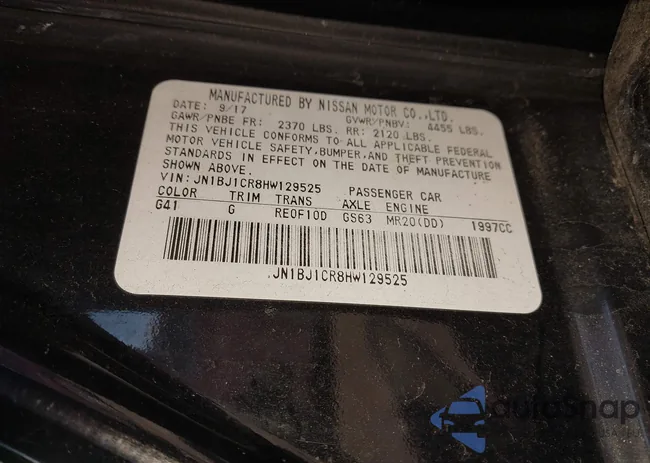 MANUFACTURED BY NISSAN MOTOR CO.,LTD.
DATE: 9/17 GVWR/PNBV: 4455 LBS.
GAWR/PNBE FR: 2370 LBS. RR: 2120 LBS.
THIS VEHICLE CONFORMS TO ALL APPLICABLE FEDERAL
MOTOR VEHICLE SAFETY,BUMPER,AND THEFT PREVENTION
STANDARDS IN EFFECT ON THE DATE OF MANUFACTURE
SHOWN ABOVE.
VIN:JN1BJ1CR8HW129525 PASSENGER CAR
COLOR TRIM TRANS AXLE ENGINE
G41 G RE0F10D GS63 MR20(DD) 1997CC
JN1BJ1CR8HW129525
autoSnap